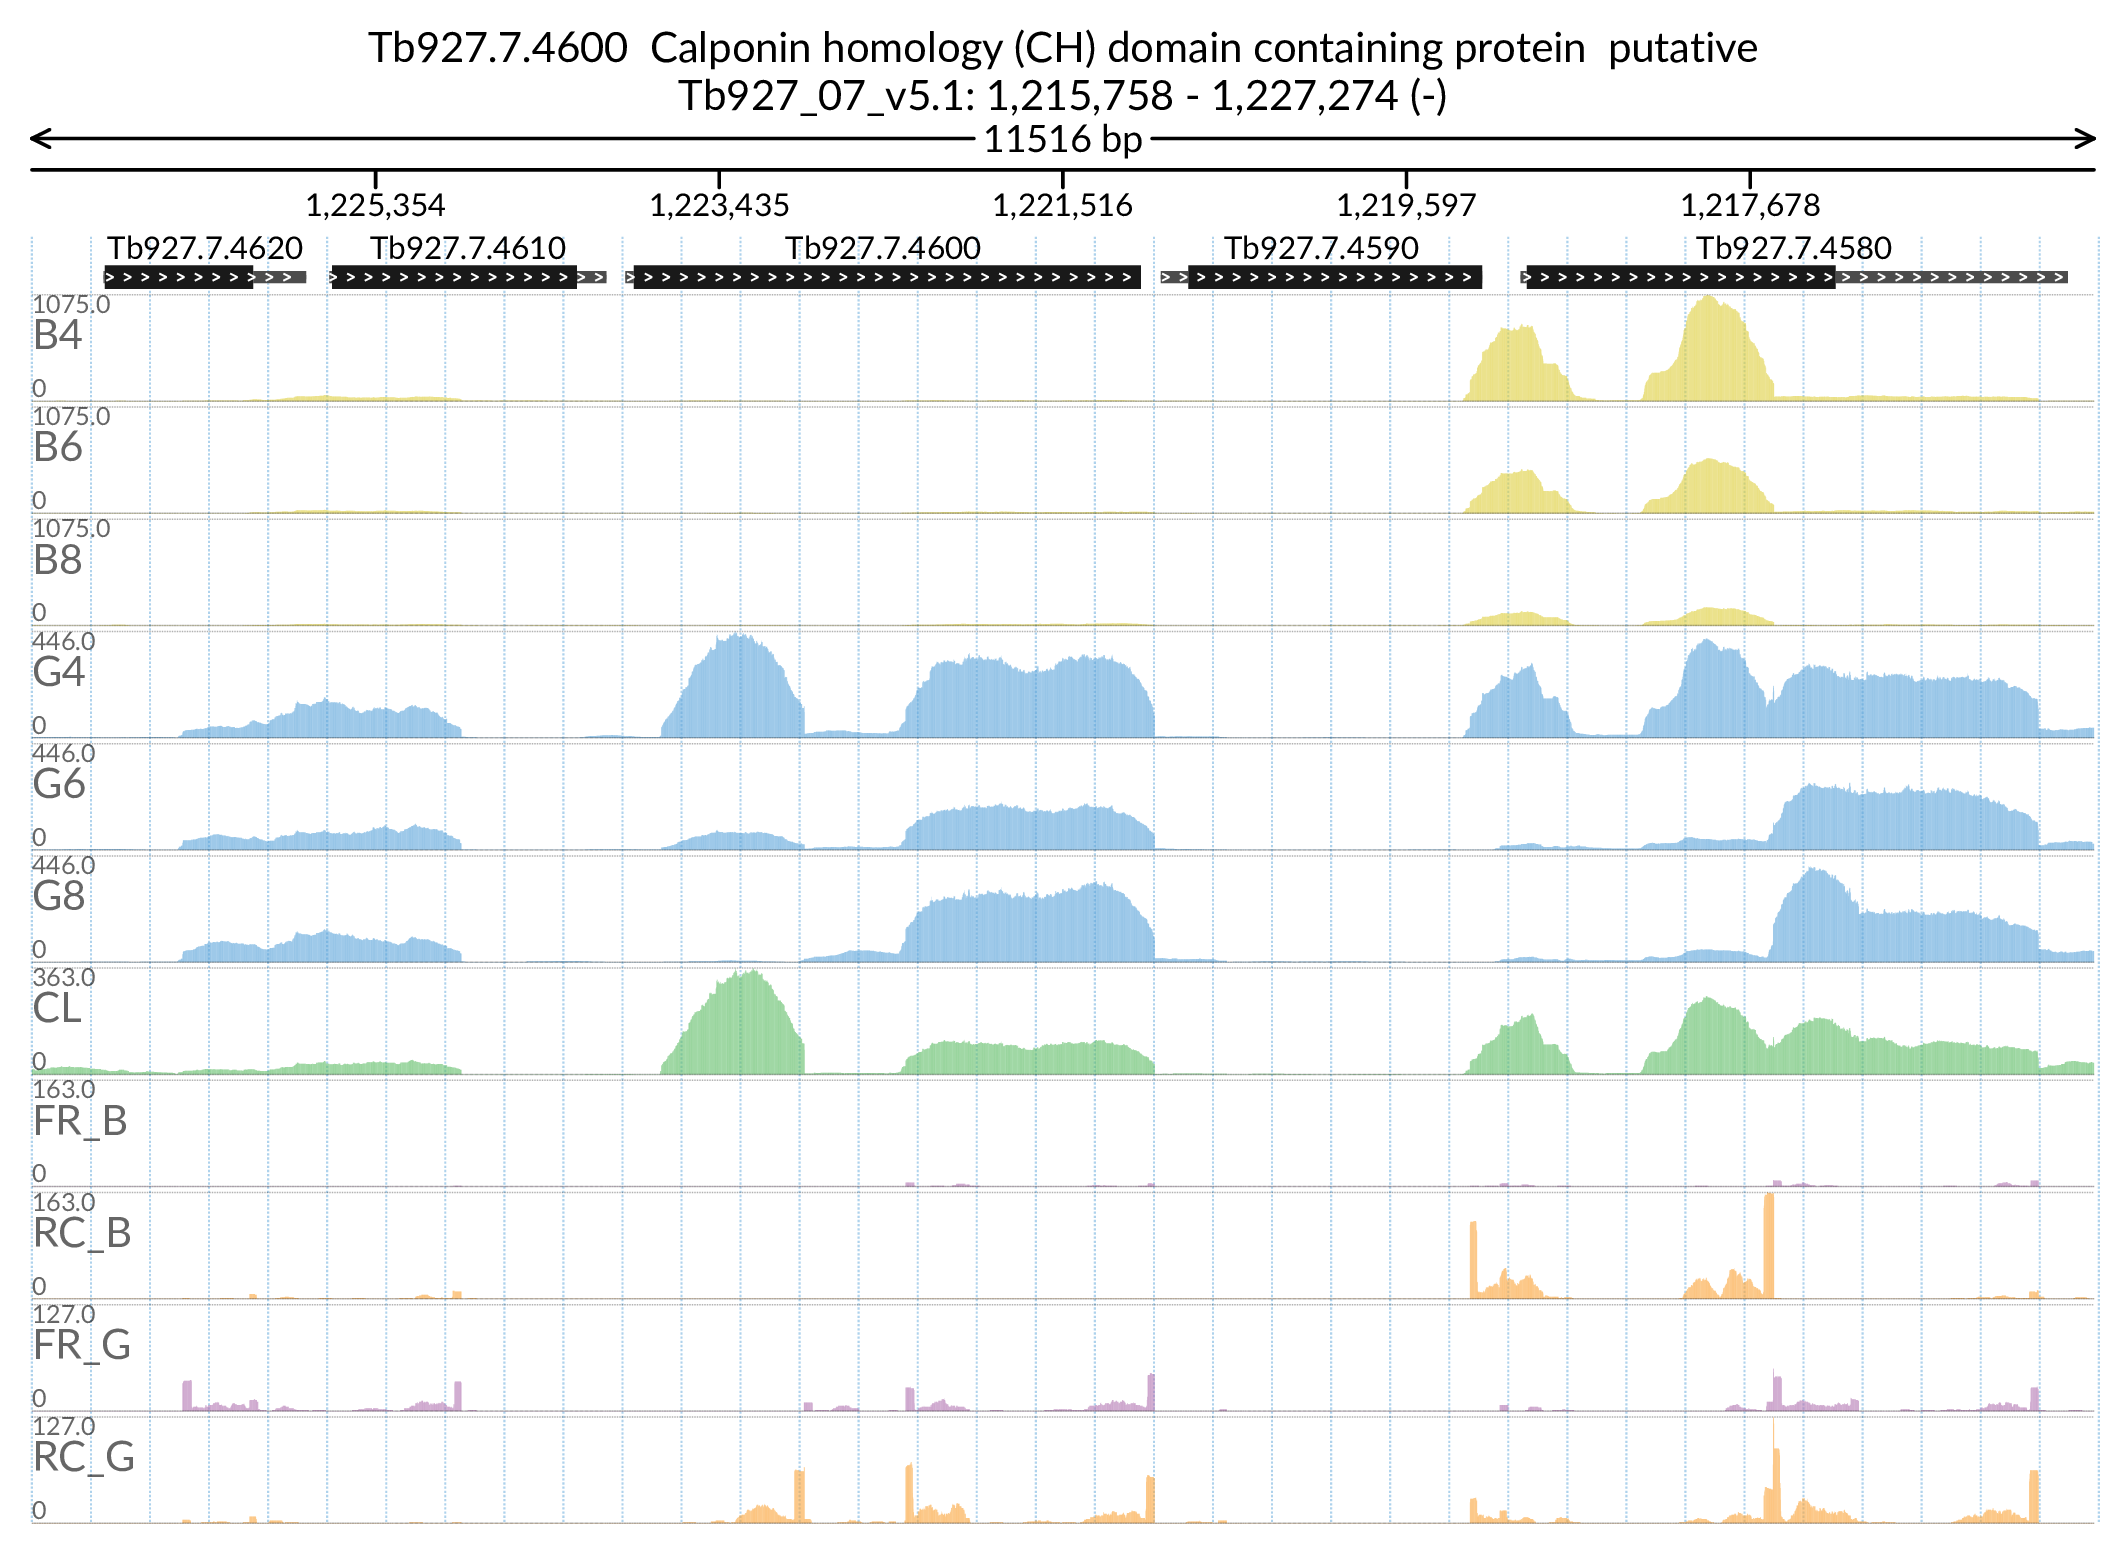 Tb927.7.4600  Calponin homology (CH) domain containing protein  putative
Tb927_07_v5.1: 1,215,758 - 1,227,274 (-)
11516 bp
1,225,354 1,223,435 1,221,516 1,219,597 1,217,678
Tb927.7.4620 Tb927.7.4610 Tb927.7.4600 Tb927.7.4590 Tb927.7.4580
1075.0
B4
0
1075.0
B6
0
1075.0
B8
0
446.0
G4
0
446.0
G6
0
446.0
G8
0
363.0
CL
0
163.0
FR_B
0
163.0
RC_B
0
127.0
FR_G
0
127.0
RC_G
0